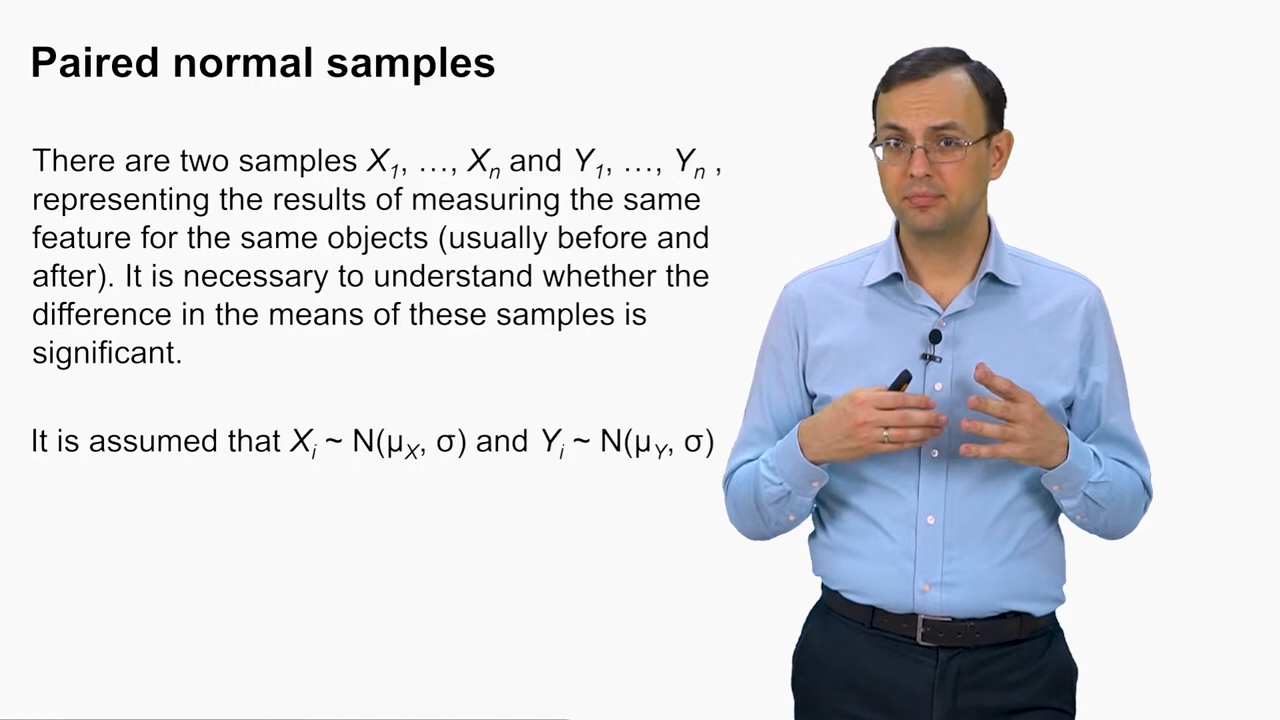 Paired normal samples
There are two samples X₁, …, Xₙ and Y₁, …, Yₙ ,
representing the results of measuring the same
feature for the same objects (usually before and
after). It is necessary to understand whether the
difference in the means of these samples is
significant.
It is assumed that Xᵢ ~ N(μ_X, σ) and Yᵢ ~ N(μ_Y, σ)